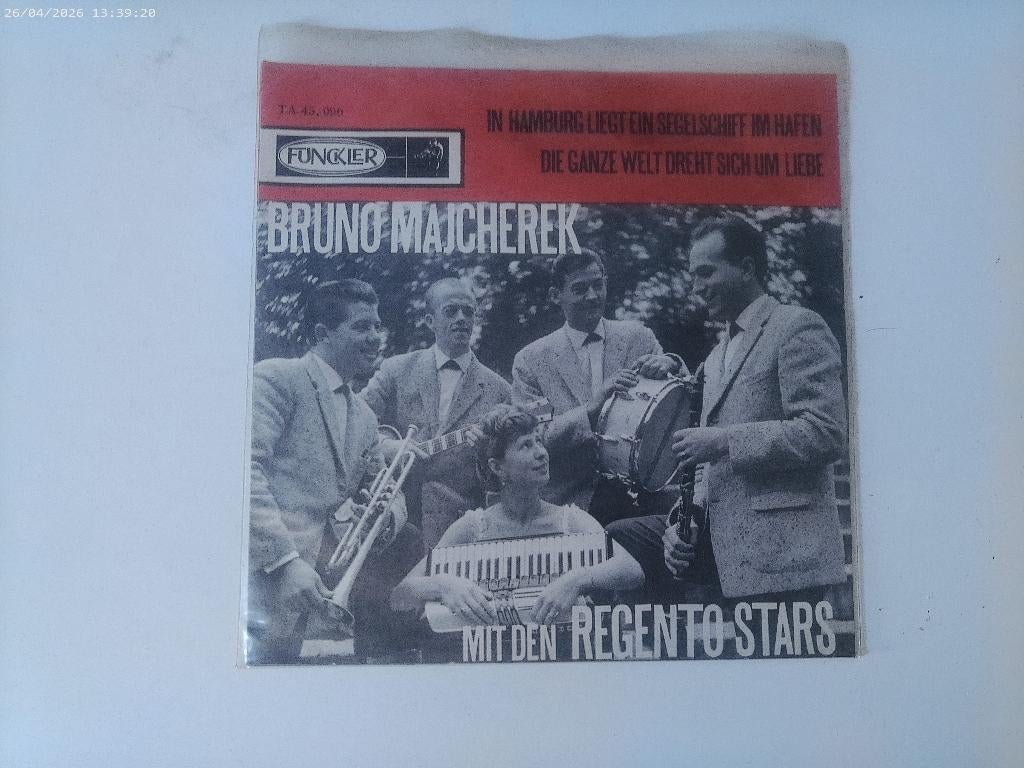 26/04/2026 13:39:20
TA 45.090
IN HAMBURG LIEGT EIN SEGELSCHIFF IM HAFEN
FUNCKLER
DIE GANZE WELT DREHT SICH UM LIEBE
BRUNO MAJCHEREK
MIT DEN REGENTO STARS